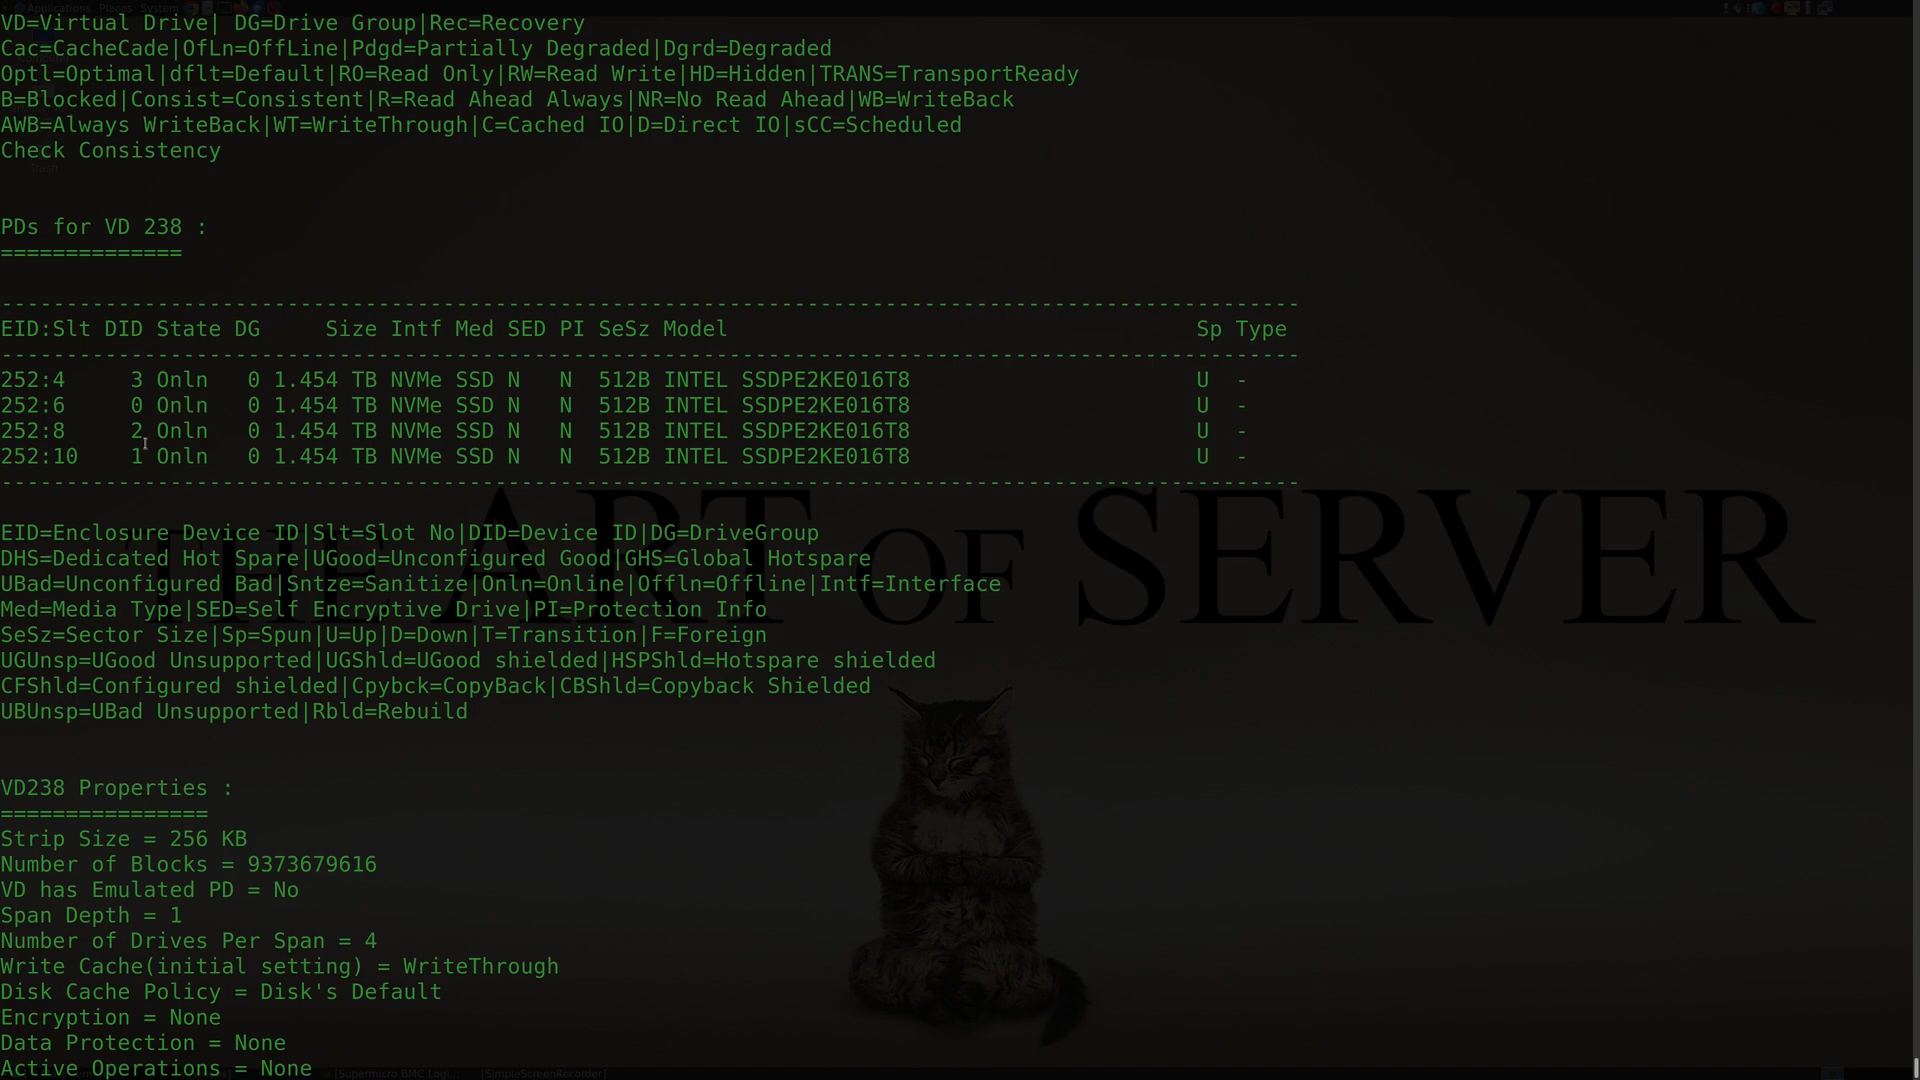 Applications Places System
VD=Virtual Drive| DG=Drive Group|Rec=Recovery
Cac=CacheCade|OfLn=OffLine|Pdgd=Partially Degraded|Dgrd=Degraded
Optl=Optimal|dflt=Default|RO=Read Only|RW=Read Write|HD=Hidden|TRANS=TransportReady
B=Blocked|Consist=Consistent|R=Read Ahead Always|NR=No Read Ahead|WB=WriteBack
AWB=Always WriteBack|WT=WriteThrough|C=Cached IO|D=Direct IO|sCC=Scheduled
Check Consistency
Trash
PDs for VD 238 :
==============
----------------------------------------------------------------------------------------------------
EID:Slt DID State DG     Size Intf Med SED PI SeSz Model                                    Sp Type
----------------------------------------------------------------------------------------------------
252:4     3 Onln   0 1.454 TB NVMe SSD N   N  512B INTEL SSDPE2KE016T8                      U  -
252:6     0 Onln   0 1.454 TB NVMe SSD N   N  512B INTEL SSDPE2KE016T8                      U  -
252:8     2 Onln   0 1.454 TB NVMe SSD N   N  512B INTEL SSDPE2KE016T8                      U  -
252:10    1 Onln   0 1.454 TB NVMe SSD N   N  512B INTEL SSDPE2KE016T8                      U  -
----------------------------------------------------------------------------------------------------
THE ART OF SERVER
EID=Enclosure Device ID|Slt=Slot No|DID=Device ID|DG=DriveGroup
DHS=Dedicated Hot Spare|UGood=Unconfigured Good|GHS=Global Hotspare
UBad=Unconfigured Bad|Sntze=Sanitize|Onln=Online|Offln=Offline|Intf=Interface
Med=Media Type|SED=Self Encryptive Drive|PI=Protection Info
SeSz=Sector Size|Sp=Spun|U=Up|D=Down|T=Transition|F=Foreign
UGUnsp=UGood Unsupported|UGShld=UGood shielded|HSPShld=Hotspare shielded
CFShld=Configured shielded|Cpybck=CopyBack|CBShld=Copyback Shielded
UBUnsp=UBad Unsupported|Rbld=Rebuild
VD238 Properties :
================
Strip Size = 256 KB
Number of Blocks = 9373679616
VD has Emulated PD = No
Span Depth = 1
Number of Drives Per Span = 4
Write Cache(initial setting) = WriteThrough
Disk Cache Policy = Disk's Default
Encryption = None
Data Protection = None
Active Operations = None
[Supermicro BMC Logi... [SimpleScreenRecorder]